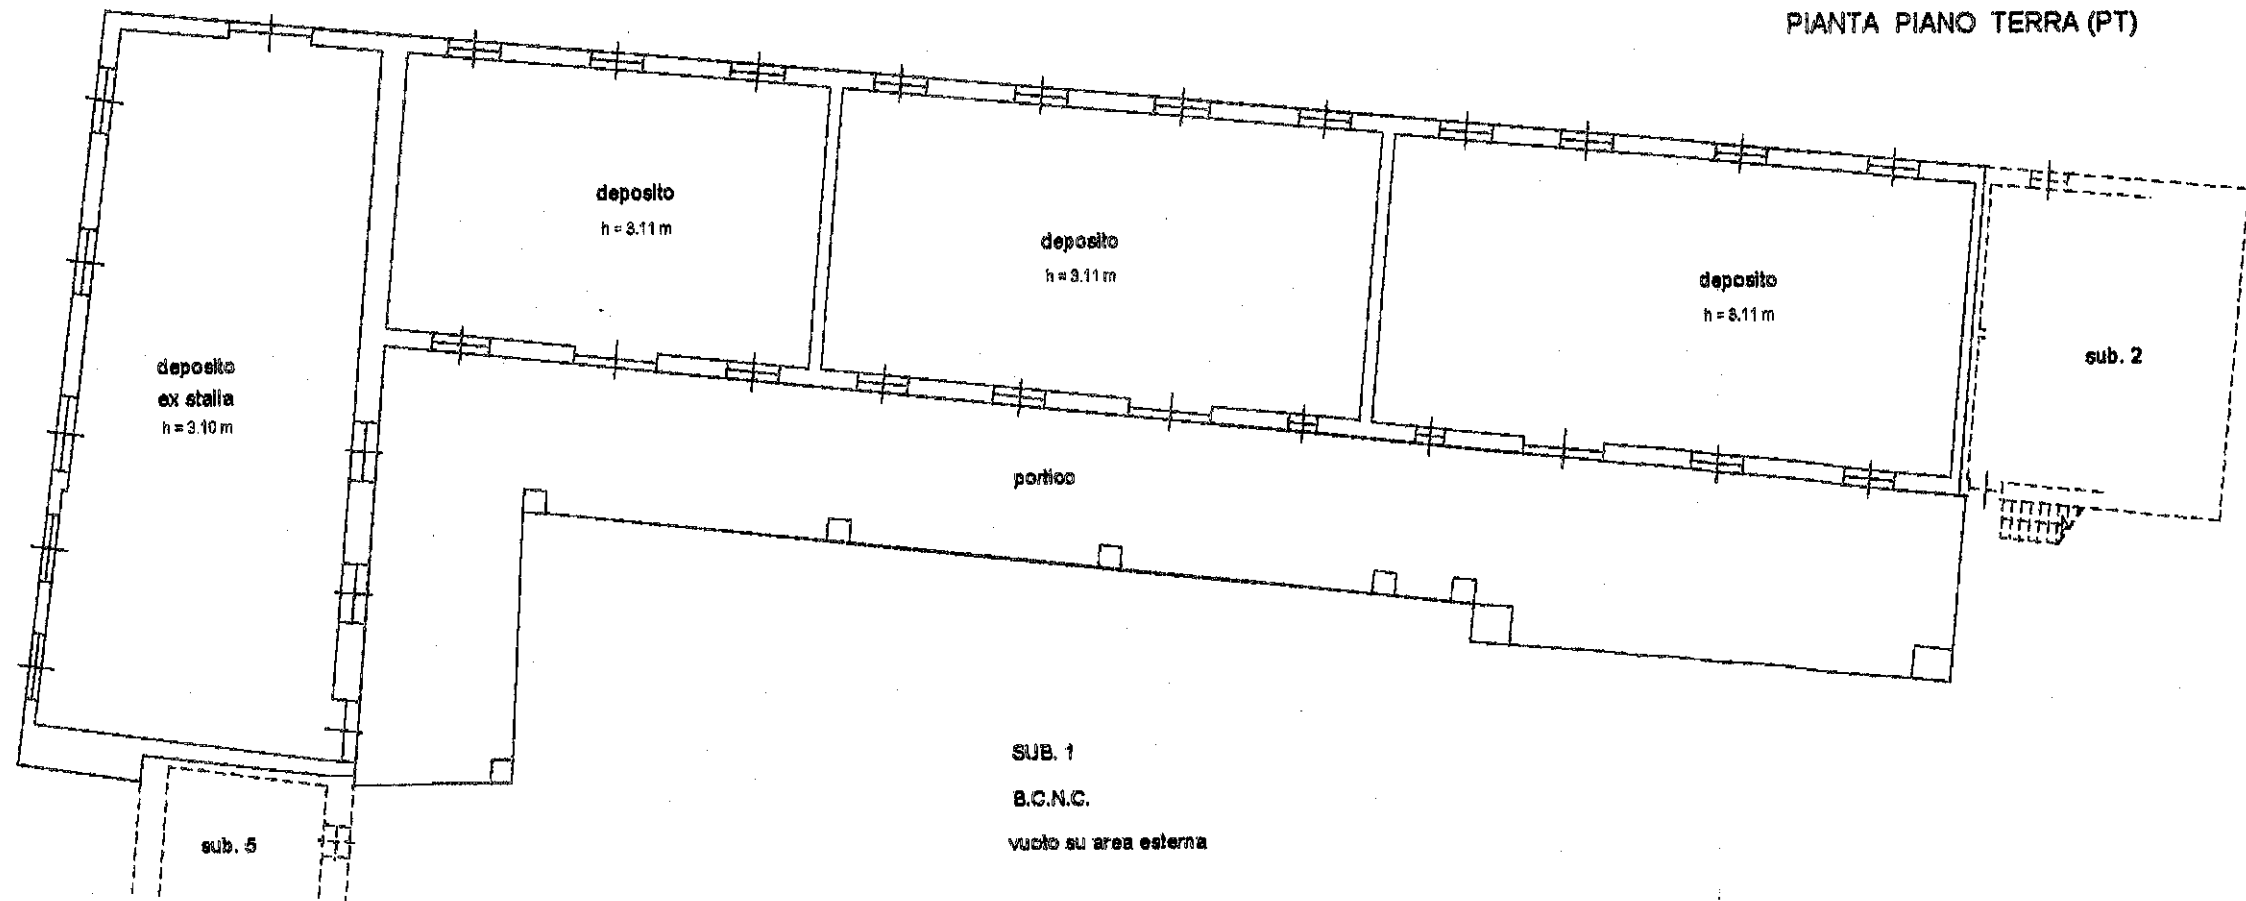 PIANTA PIANO TERRA (PT)
deposito
h = 3.11 m
deposito
h = 3.11 m
deposito
h = 3.11 m
sub. 2
deposito
ex stalla
h = 3.10 m
portico
SUB. 1
B.C.N.C.
vuoto su area esterna
sub. 5